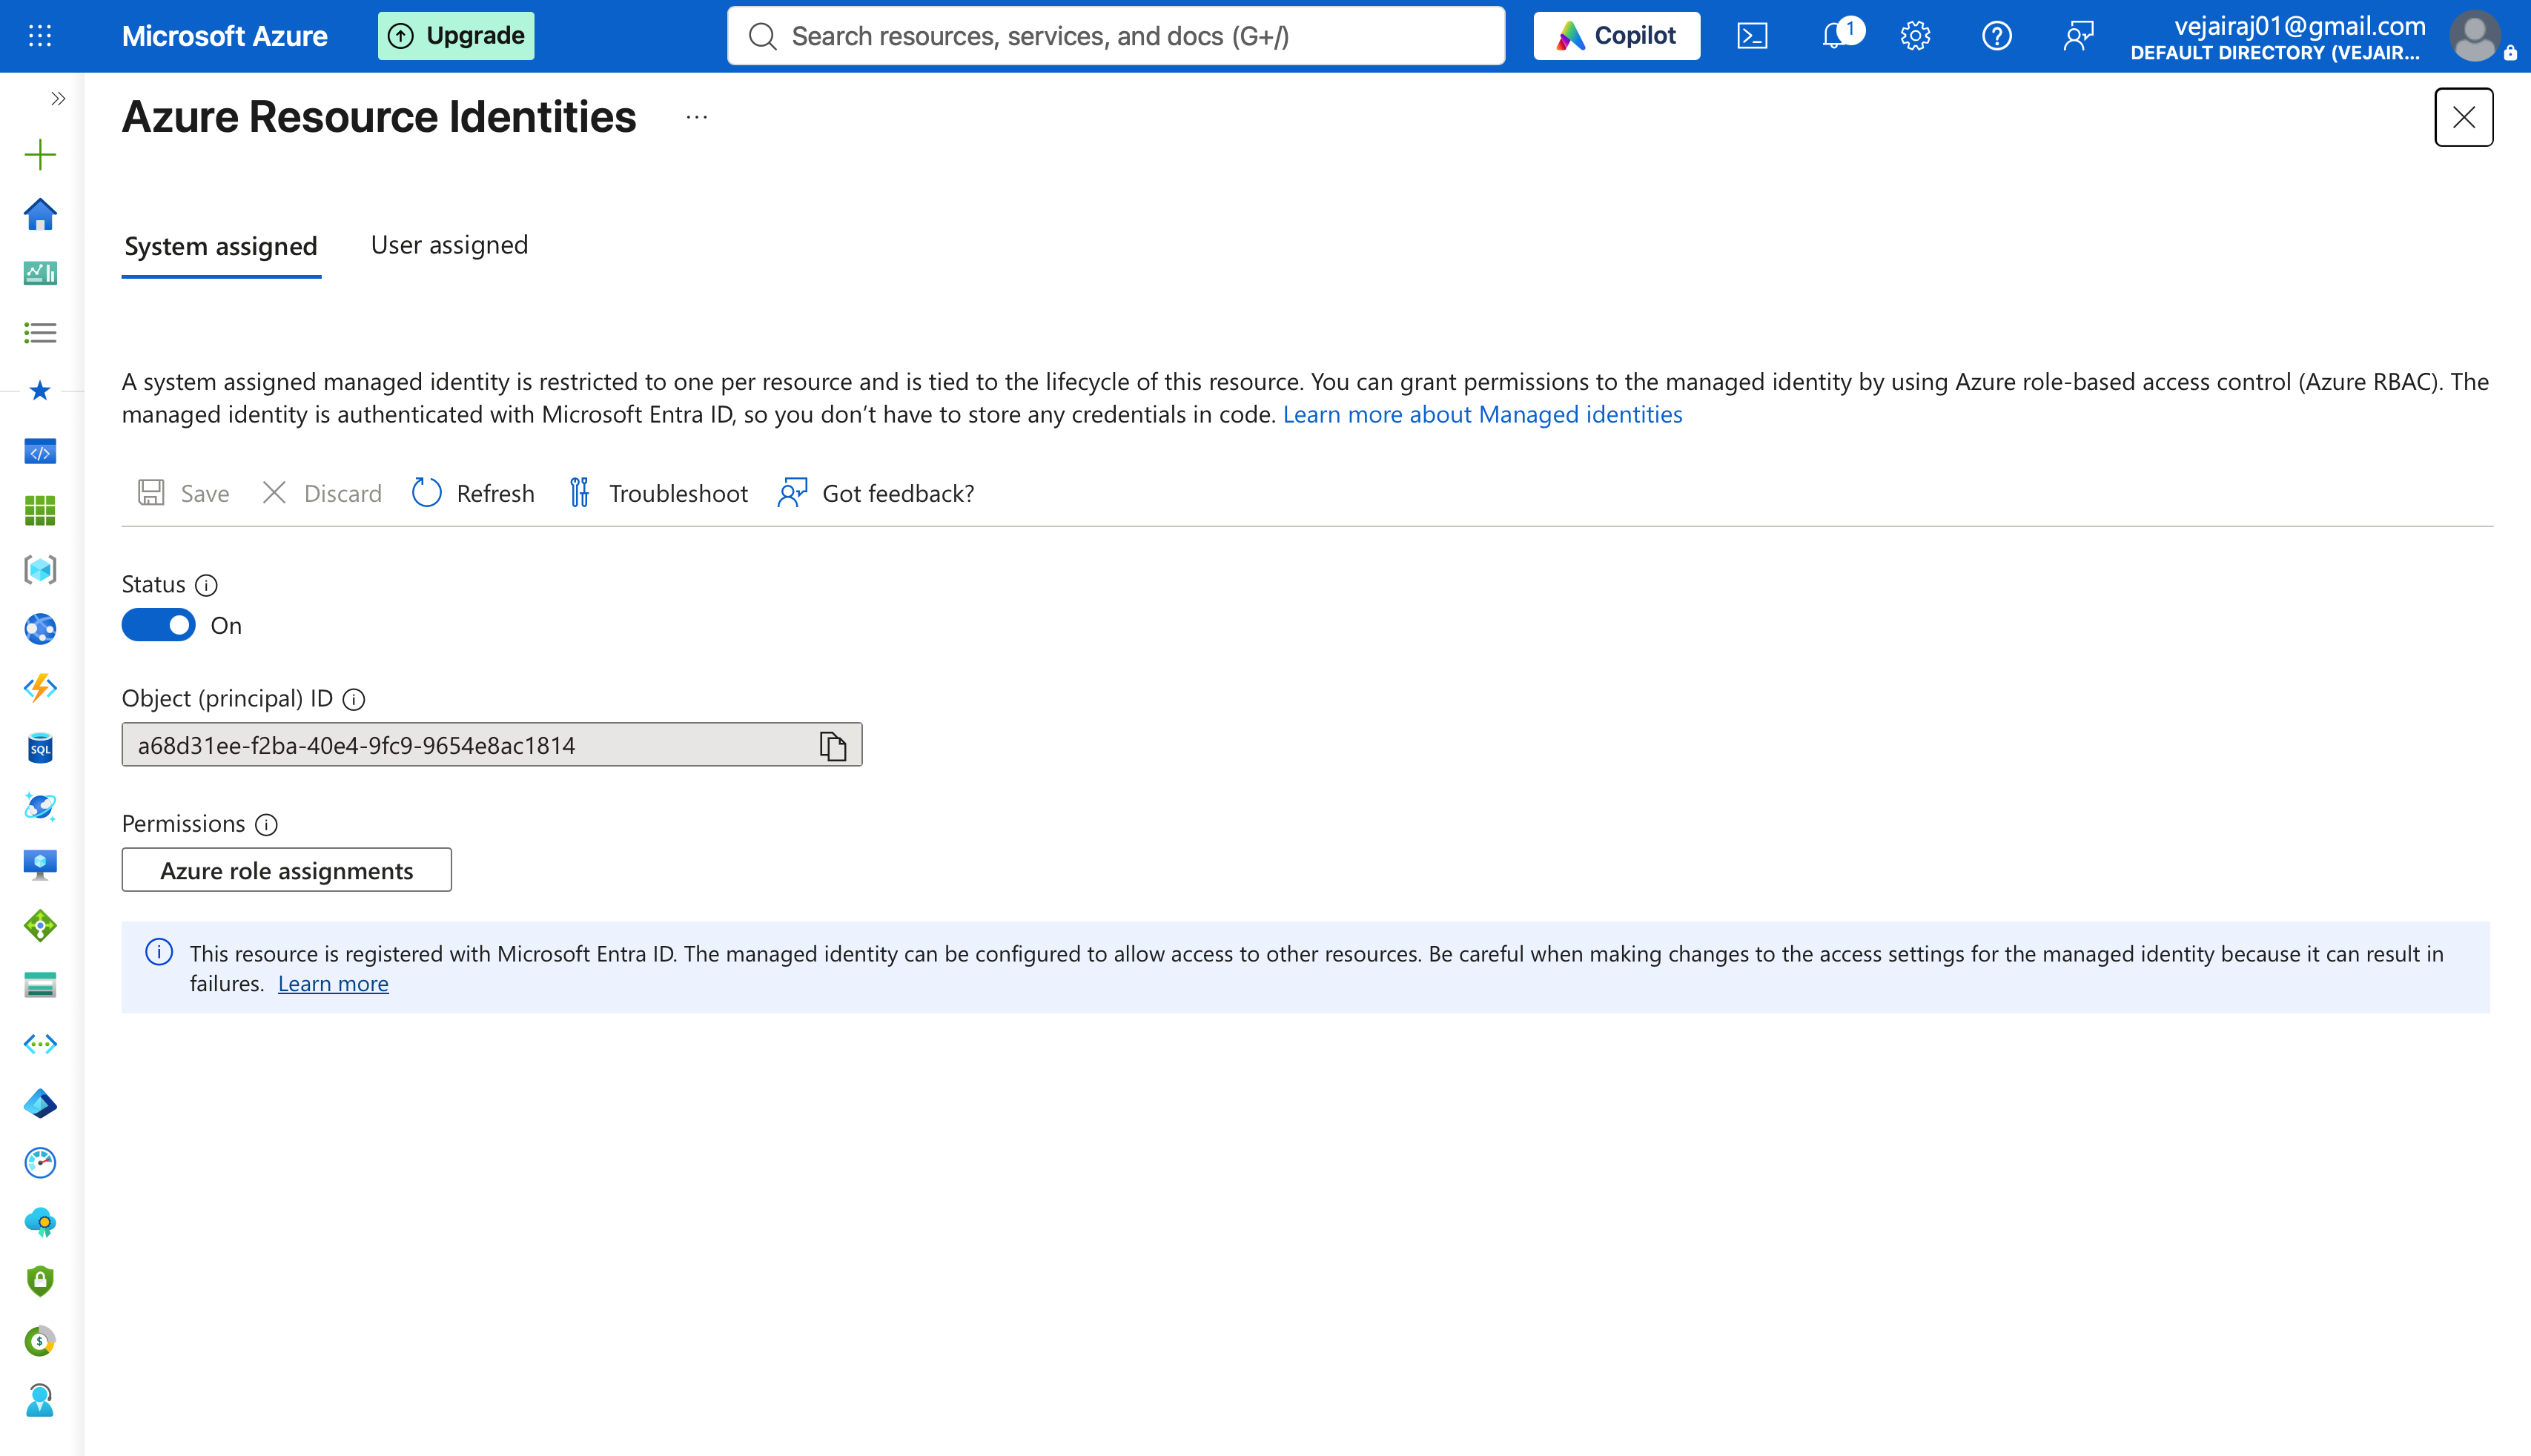 Microsoft Azure
Upgrade
Search resources, services, and docs (G+/)
Copilot
1
vejairaj01@gmail.com
DEFAULT DIRECTORY (VEJAIR...
Azure Resource Identities
...
System assigned
User assigned
A system assigned managed identity is restricted to one per resource and is tied to the lifecycle of this resource. You can grant permissions to the managed identity by using Azure role-based access control (Azure RBAC). The
managed identity is authenticated with Microsoft Entra ID, so you don’t have to store any credentials in code. Learn more about Managed identities
Save
Discard
Refresh
Troubleshoot
Got feedback?
Status
On
Object (principal) ID
a68d31ee-f2ba-40e4-9fc9-9654e8ac1814
Permissions
Azure role assignments
This resource is registered with Microsoft Entra ID. The managed identity can be configured to allow access to other resources. Be careful when making changes to the access settings for the managed identity because it can result in
failures. Learn more
SQL